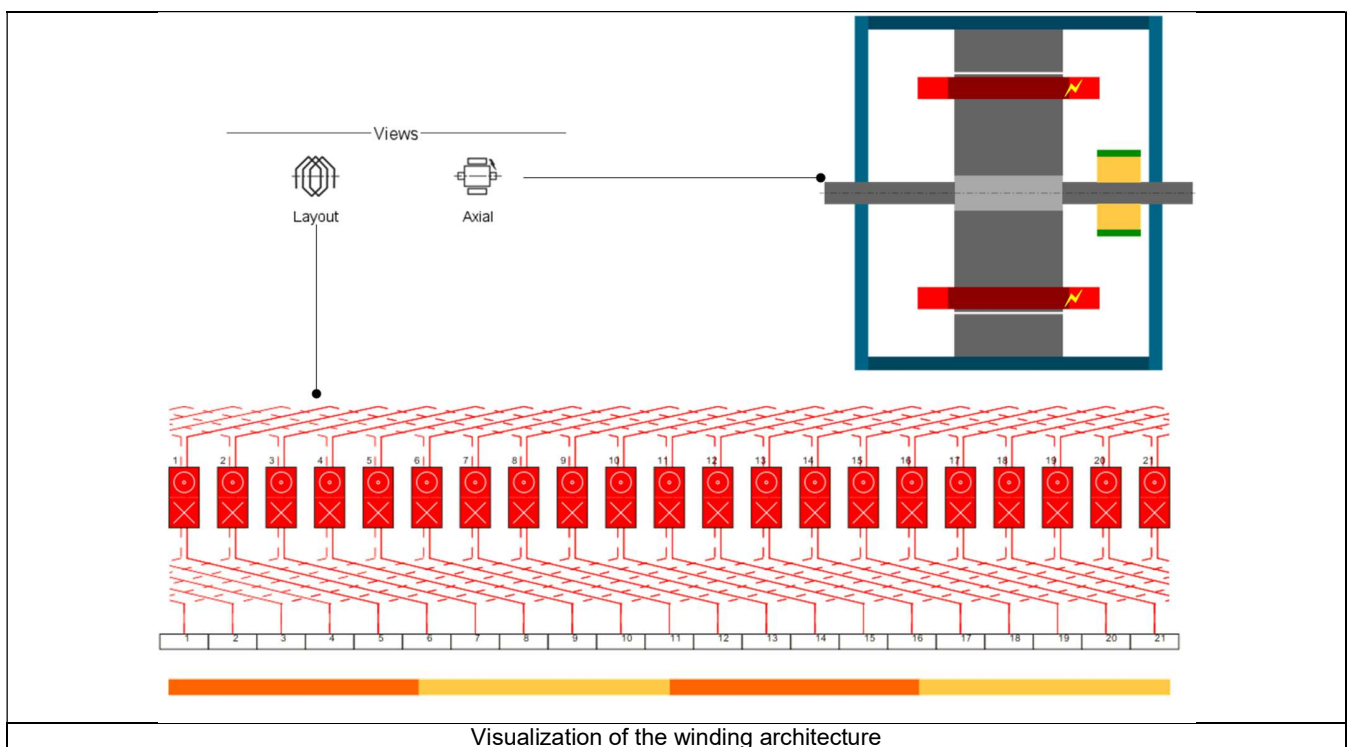 Views
Layout Axial
1 2 3 4 5 6 7 8 9 10 11 12 13 14 15 16 17 18 19 20 21
1 2 3 4 5 6 7 8 9 10 11 12 13 14 15 16 17 18 19 20 21
Visualization of the winding architecture